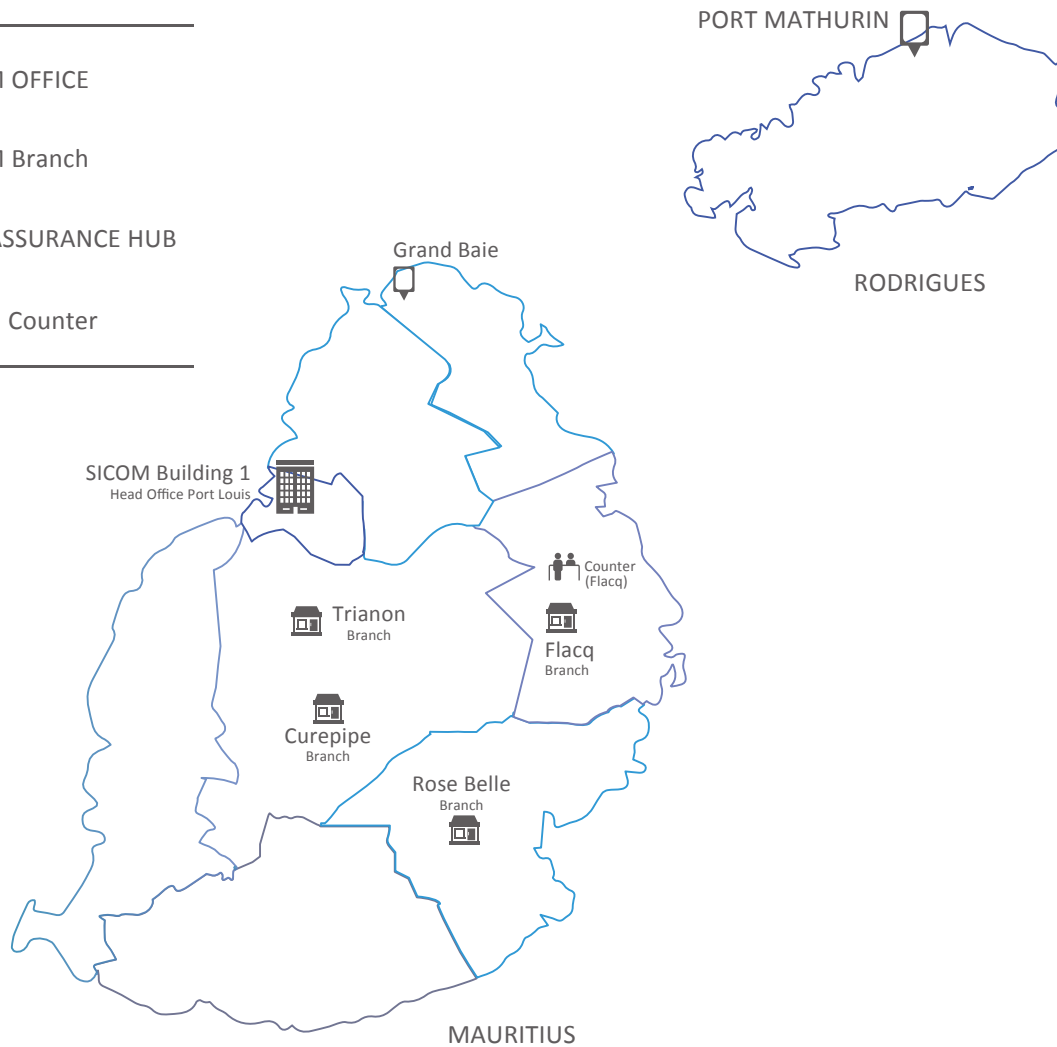 OFFICE
Branch
ASSURANCE HUB
Counter
PORT MATHURIN
RODRIGUES
Grand Baie
SICOM Building 1
Head Office Port Louis
Counter
(Flacq)
Trianon
Branch
Flacq
Branch
Curepipe
Branch
Rose Belle
Branch
MAURITIUS